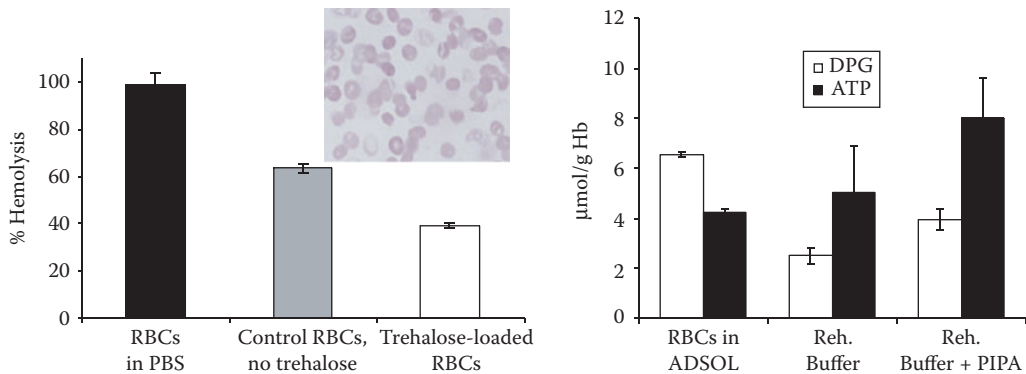 % Hemolysis
100
80
60
40
20
0
RBCs
in PBS
Control RBCs,
no trehalose
Trehalose-loaded
RBCs
µmol/g Hb
12
10
8
6
4
2
0
DPG
ATP
RBCs in
ADSOL
Reh.
Buffer
Reh.
Buffer + PIPA